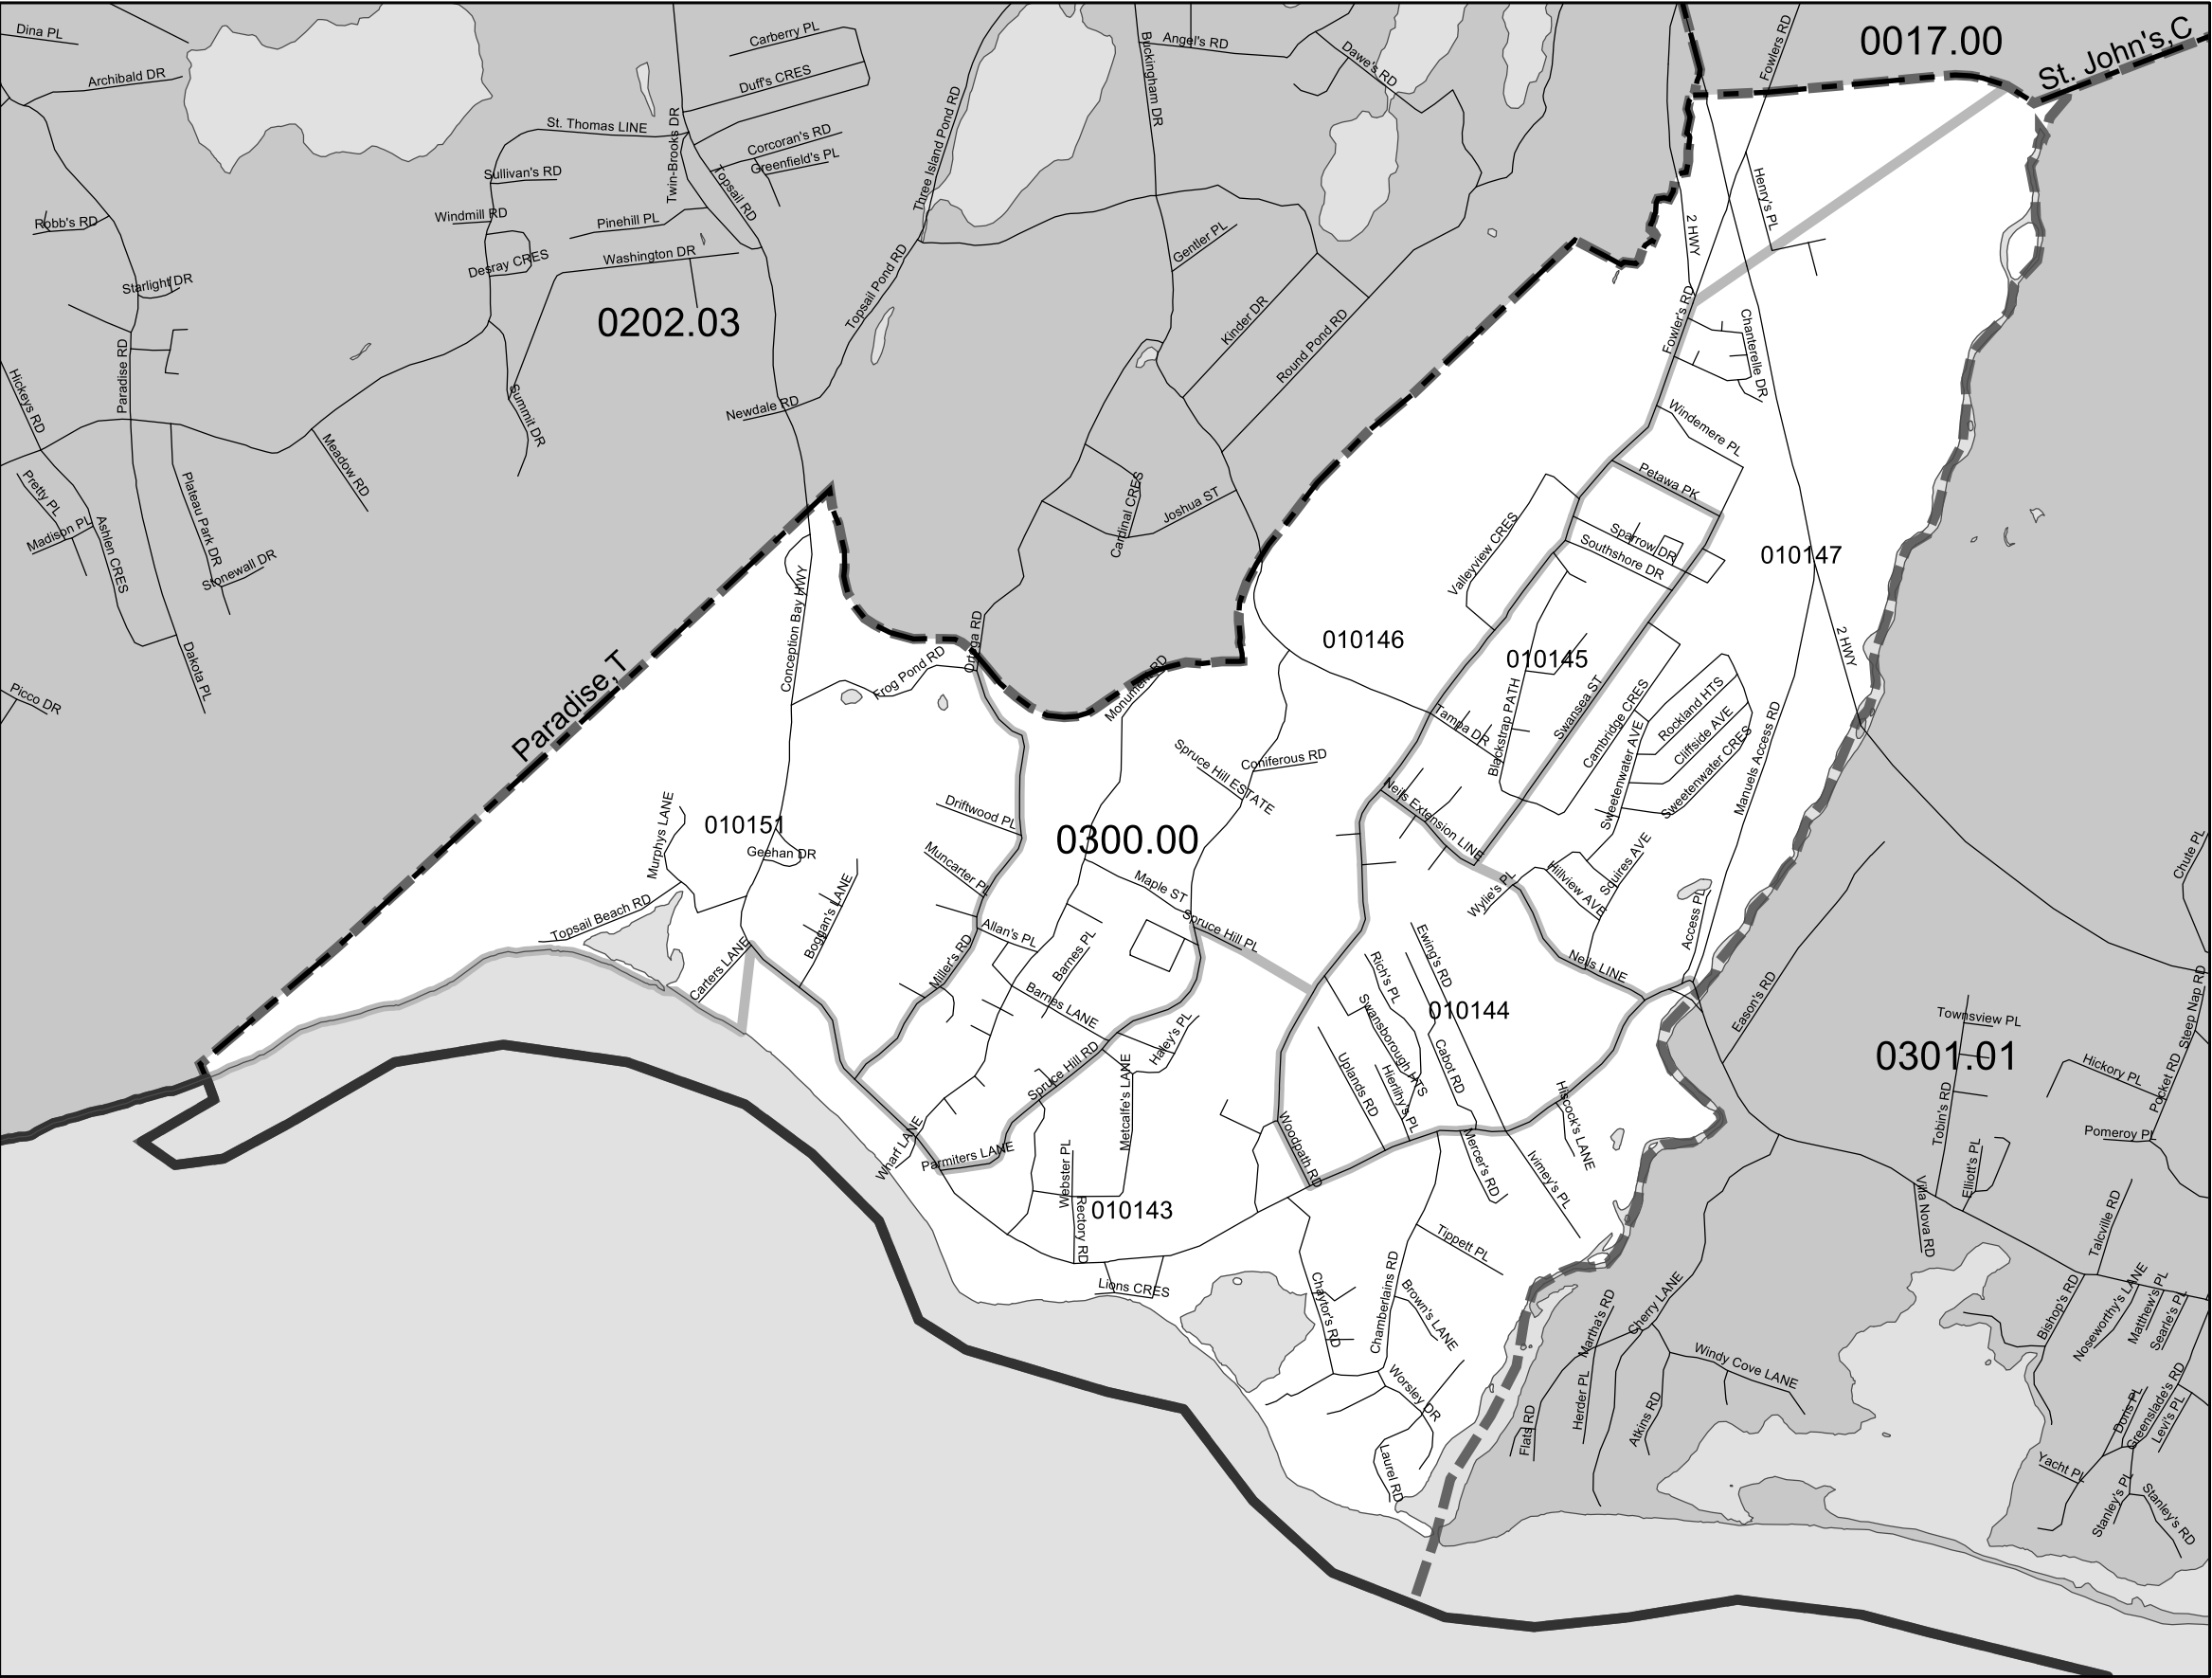 Dina PL
Archibald DR
Carberry PL
Duff's CRES
St. Thomas LINE
Twin-Brooks DR
Corcoran's RD
Greenfield's PL
Topsail RD
Sullivan's RD
Windmill RD
Pinehill PL
Washington DR
Desray CRES
Robb's RD
Starlight DR
Paradise RD
Hickeys RD
0202.03
Three Island Pond RD
Topsail Pond RD
Newdale RD
Summit DR
Meadow RD
Plateau Park DR
Pretty PL
Madison PL
Ashlen CRES
Stonewall DR
Dakota PL
Picco DR
Buckingham DR
Angel's RD
Dawe's RD
Gentler PL
Kinder DR
Round Pond RD
Cardinal CRES
Joshua ST
Fowlers RD
0017.00
St. John's,C
Henry's PL
2 HWY
Fowler's RD
Chanterelle DR
Windemere PL
Petawa PK
Sparrow DR
Southshore DR
Valleyview CRES
010147
010146
010145
2 HWY
Paradise,T
Conception Bay HWY
Frog Pond RD
Ortega RD
Monument RD
Spruce Hill ESTATE
Coniferous RD
Tampa DR
Blackstrap PATH
Swansea ST
Cambridge CRES
Rockland HTS
Cliffside AVE
Sweetenwater CRES
Sweetenwater AVE
Manuels Access RD
Murphys LANE
010151
Geehan DR
Driftwood PL
Muncarter PL
0300.00
Maple ST
Spruce Hill PL
Neils Extension LINE
Wylie's PL
Hillview AVE
Squires AVE
Access PL
Neils LINE
Topsail Beach RD
Carters LANE
Boggan's LANE
Miller's RD
Allan's PL
Barnes PL
Barnes LANE
Haley's PL
Spruce Hill RD
Metcalfe's LANE
Ewing's RD
Rich's PL
010144
Swansborough HTS
Cabot RD
Uplands RD
Hierlihy's PL
Hiscock's LANE
Woodpath RD
Mercer's RD
Ivimey's PL
Wharf LANE
Parmiters LANE
Webster PL
Rectory RD
010143
Lions CRES
Tippett PL
Chaytor's RD
Chamberlains RD
Brown's LANE
Worsley DR
Laurel RD
Eason's RD
Chute PL
Steep Nap RD
Townsview PL
0301.01
Hickory PL
Pocket RD
Pomeroy PL
Tobin's RD
Elliott's PL
Villa Nova RD
Talcville RD
Cherry LANE
Martha's RD
Herder PL
Flats RD
Atkins RD
Windy Cove LANE
Bishop's RD
Noseworthy's LANE
Matthew's PL
Searle's PL
Greenslade's RD
Doris PL
Levi's PL
Yacht PL
Stanley's PL
Stanley's RD